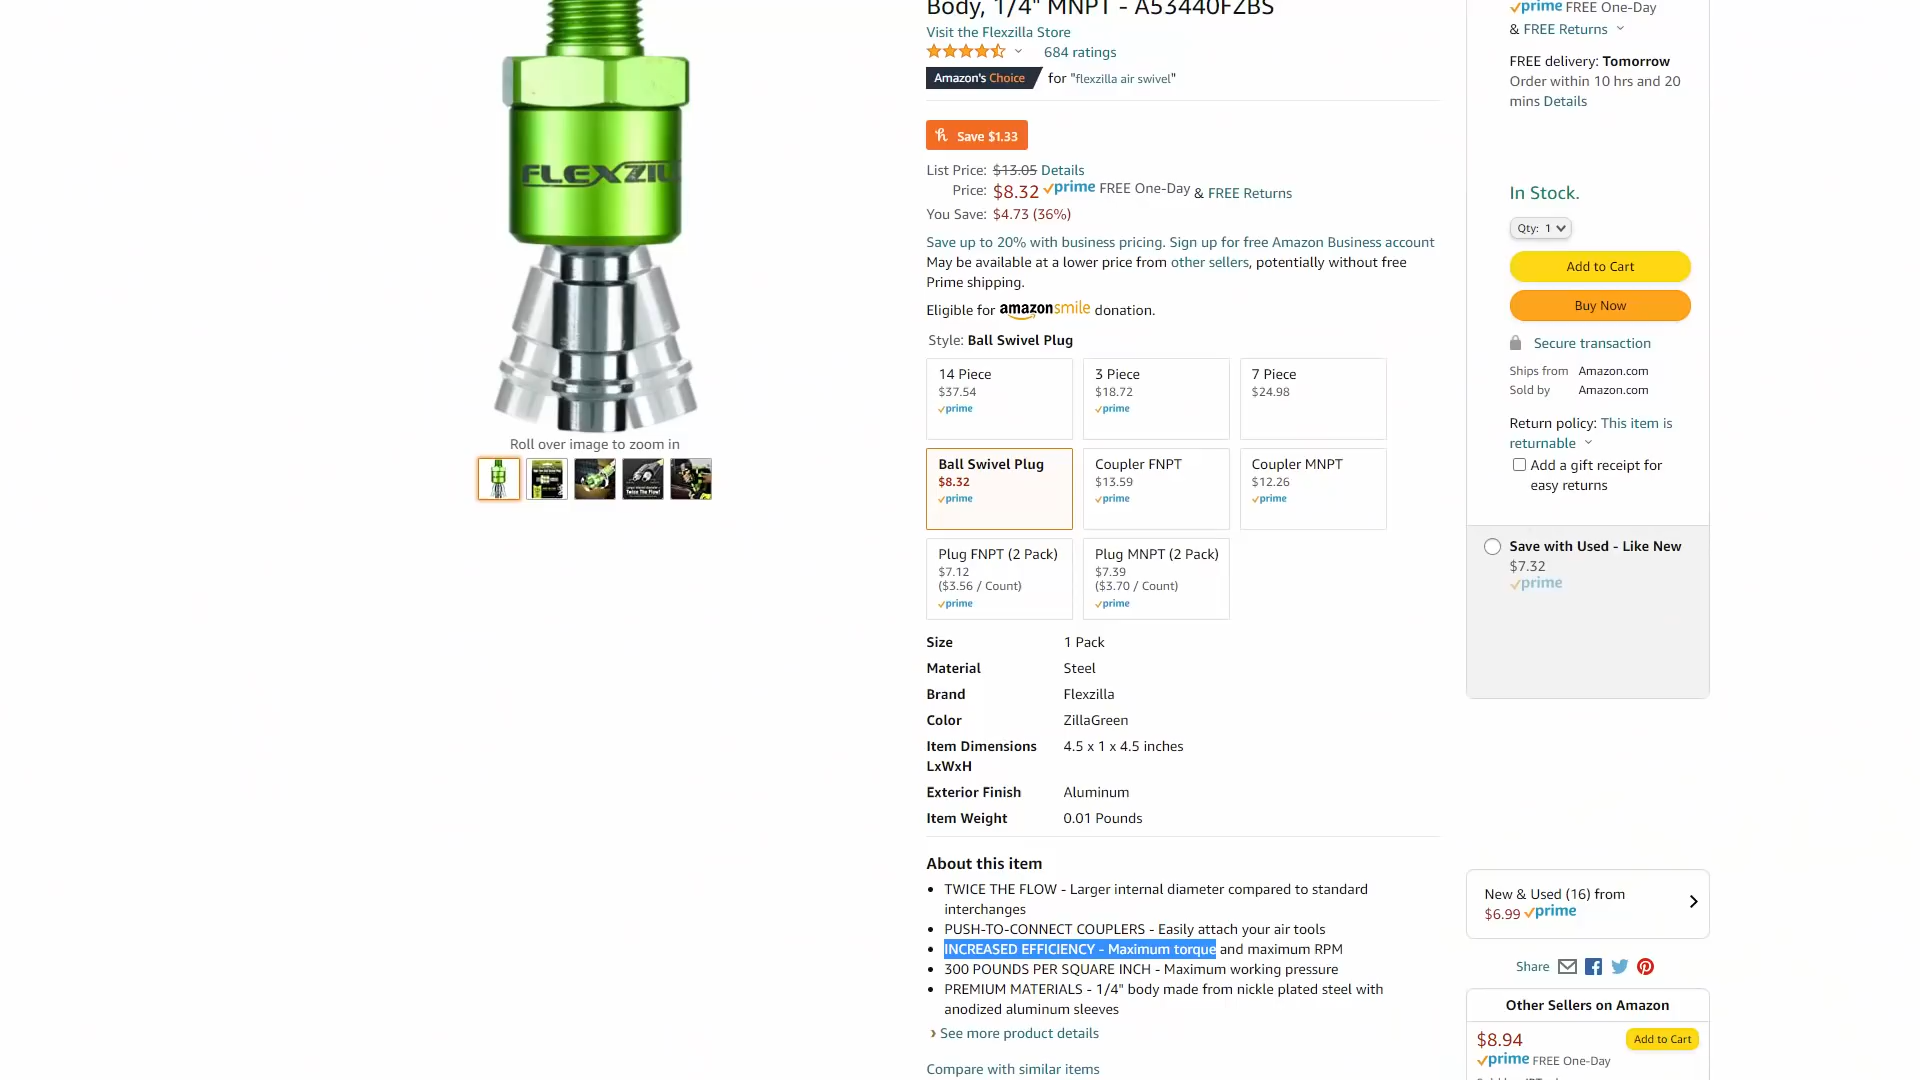 Body, 1/4" MNPT - A53440FZBS
Visit the Flexzilla Store
684 ratings
Amazon's Choice for "flexzilla air swivel"
Save $1.33
List Price: $13.05 Details
Price: $8.32 prime FREE One-Day & FREE Returns
You Save: $4.73 (36%)
Save up to 20% with business pricing. Sign up for free Amazon Business account
May be available at a lower price from other sellers, potentially without free
Prime shipping.
Eligible for amazonsmile donation.
Style: Ball Swivel Plug
14 Piece
$37.54
prime
3 Piece
$18.72
prime
7 Piece
$24.98
Ball Swivel Plug
$8.32
prime
Coupler FNPT
$13.59
prime
Coupler MNPT
$12.26
prime
Plug FNPT (2 Pack)
$7.12
($3.56 / Count)
prime
Plug MNPT (2 Pack)
$7.39
($3.70 / Count)
prime
Size 1 Pack
Material Steel
Brand Flexzilla
Color ZillaGreen
Item Dimensions 4.5 x 1 x 4.5 inches
LxWxH
Exterior Finish Aluminum
Item Weight 0.01 Pounds
About this item
• TWICE THE FLOW - Larger internal diameter compared to standard
interchanges
• PUSH-TO-CONNECT COUPLERS - Easily attach your air tools
• INCREASED EFFICIENCY - Maximum torque and maximum RPM
• 300 POUNDS PER SQUARE INCH - Maximum working pressure
• PREMIUM MATERIALS - 1/4" body made from nickle plated steel with
anodized aluminum sleeves
› See more product details
Compare with similar items
FLEXZIL
Roll over image to zoom in
Twice The Flow!
prime FREE One-Day
& FREE Returns
FREE delivery: Tomorrow
Order within 10 hrs and 20
mins Details
In Stock.
Qty: 1
Add to Cart
Buy Now
Secure transaction
Ships from Amazon.com
Sold by Amazon.com
Return policy: This item is
returnable
Add a gift receipt for
easy returns
Save with Used - Like New
$7.32
prime
New & Used (16) from
$6.99 prime
Share
Other Sellers on Amazon
$8.94 Add to Cart
prime FREE One-Day